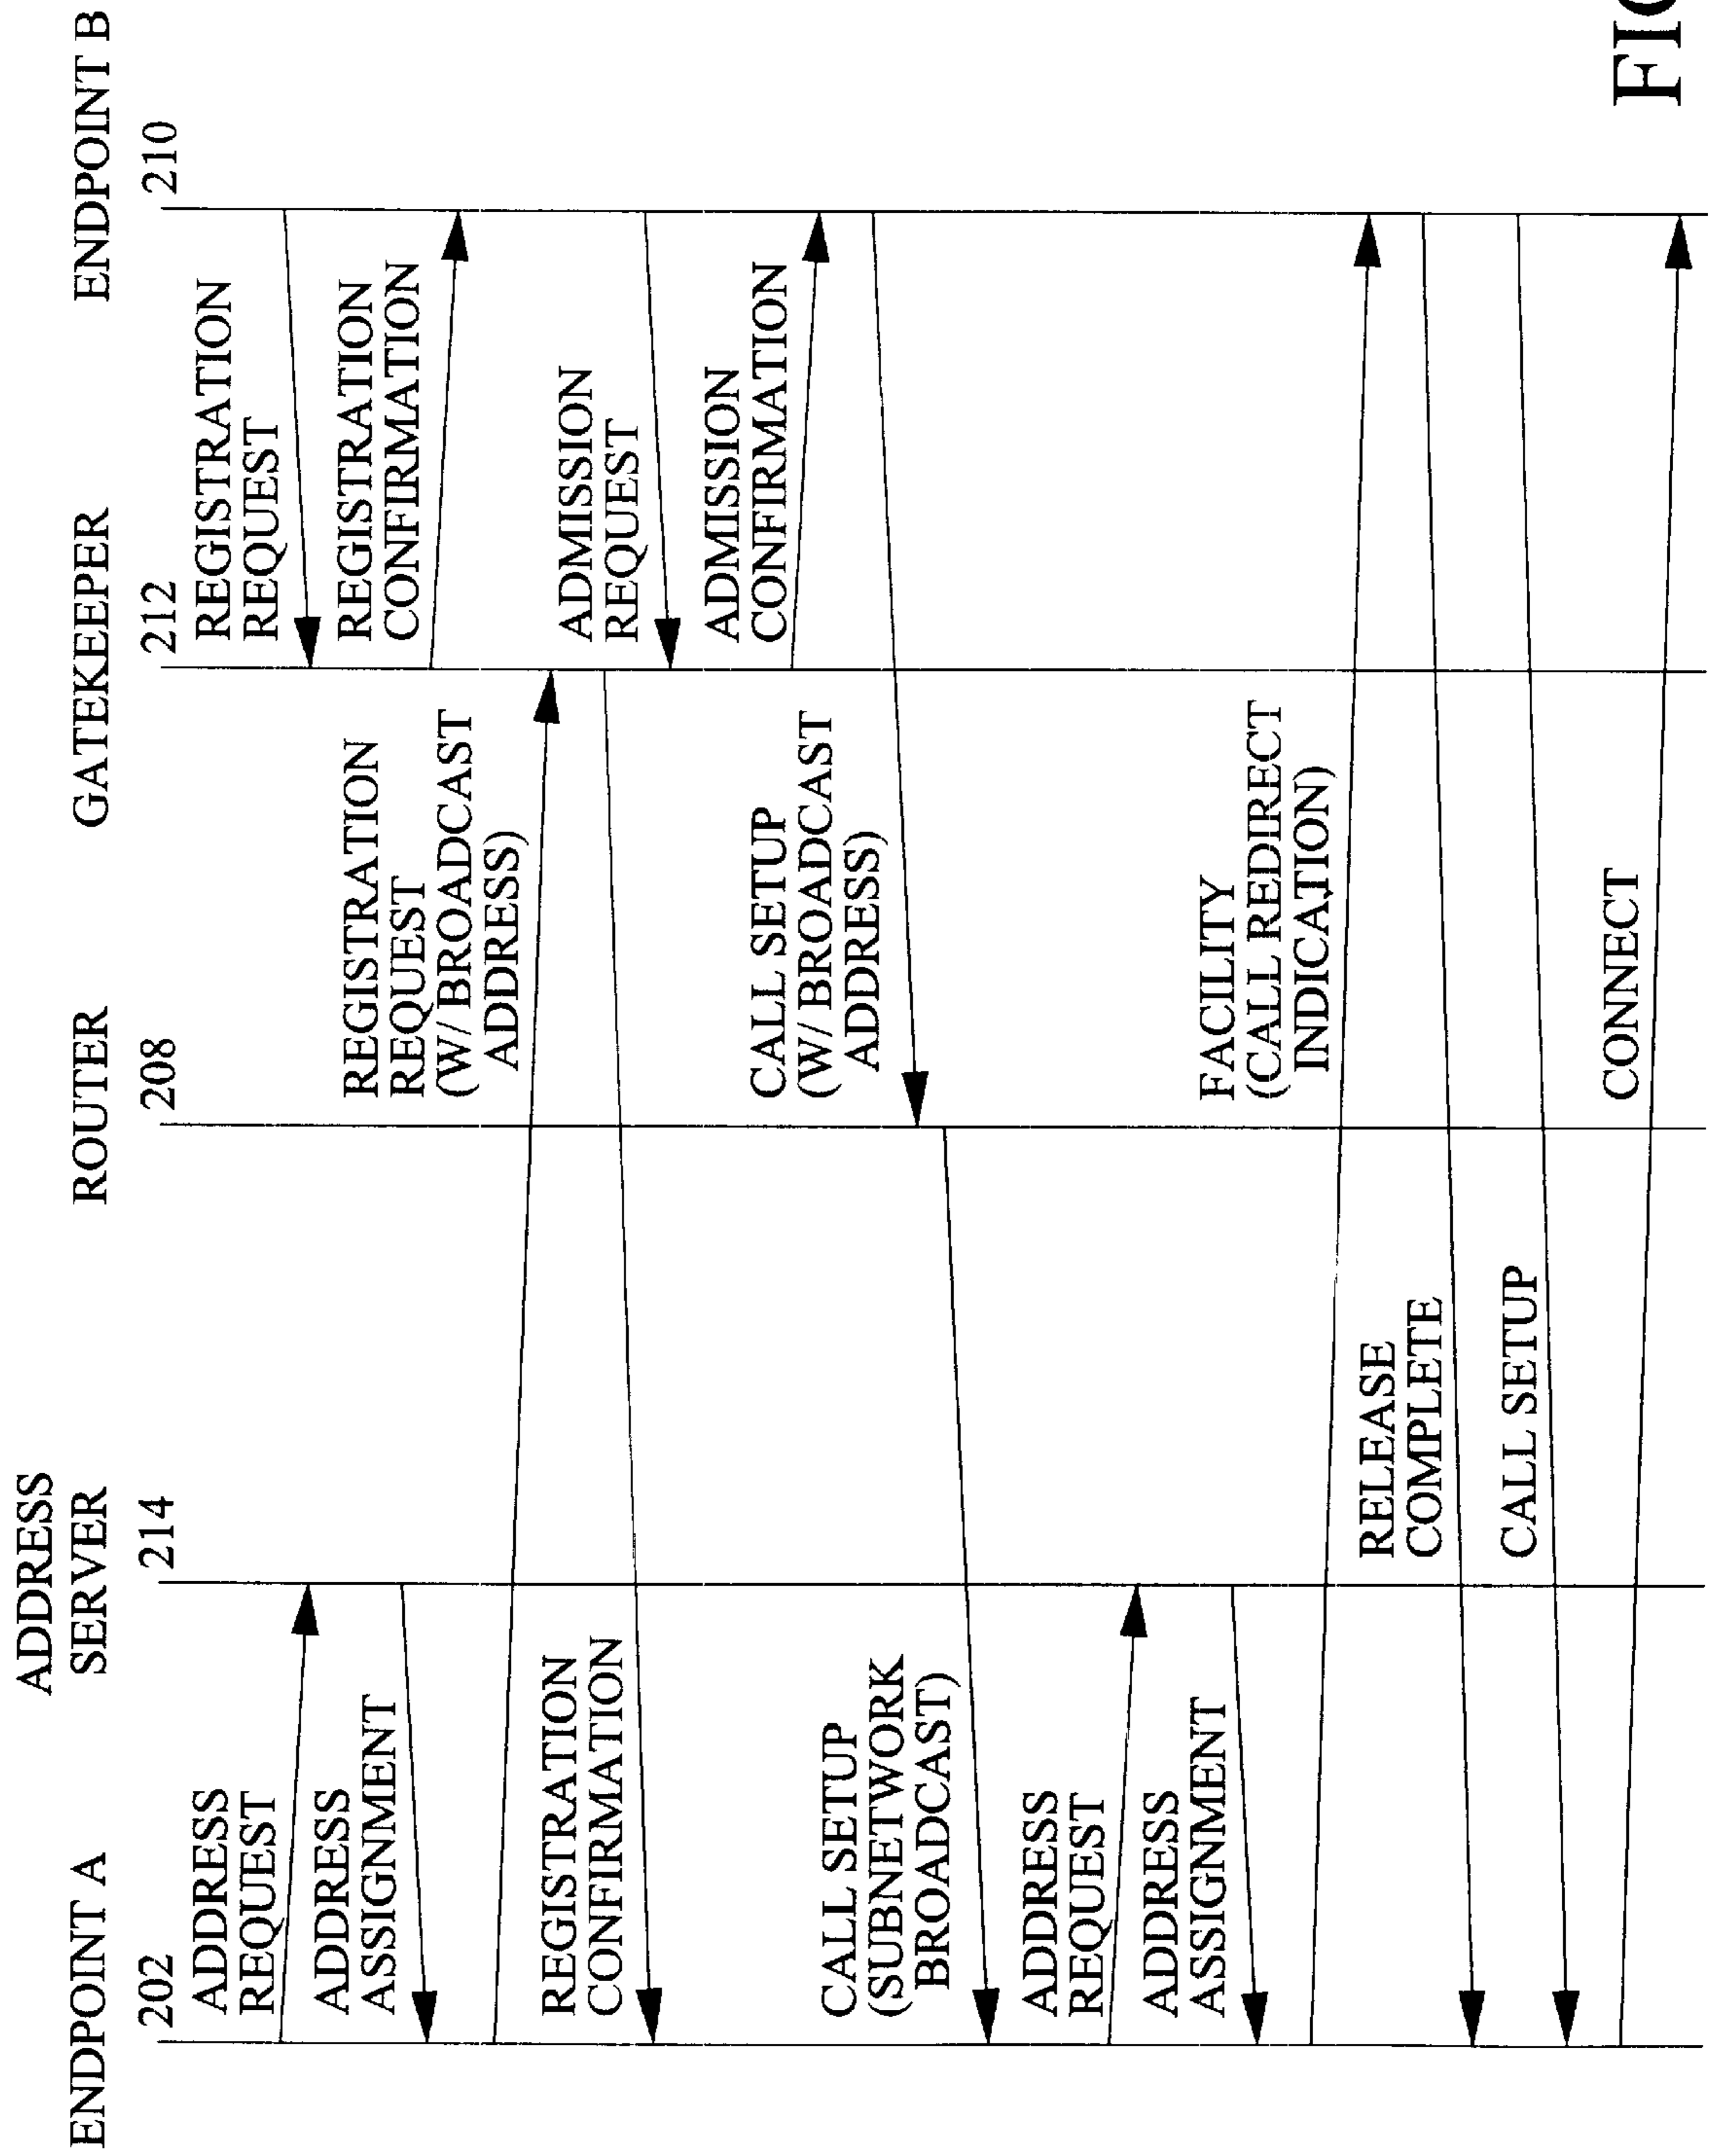 ENDPOINT A
ADDRESS
SERVER
ROUTER
GATEKEEPER
ENDPOINT B
202
214
208
212
210
ADDRESS
REQUEST
REGISTRATION
REQUEST
ADDRESS
ASSIGNMENT
REGISTRATION
CONFIRMATION
REGISTRATION
REQUEST
(W/ BROADCAST
ADDRESS)
REGISTRATION
CONFIRMATION
ADMISSION
REQUEST
ADMISSION
CONFIRMATION
CALL SETUP
(W/ BROADCAST
ADDRESS)
CALL SETUP
(SUBNETWORK
BROADCAST)
ADDRESS
REQUEST
ADDRESS
ASSIGNMENT
FACILITY
(CALL REDIRECT
INDICATION)
RELEASE
COMPLETE
CALL SETUP
CONNECT